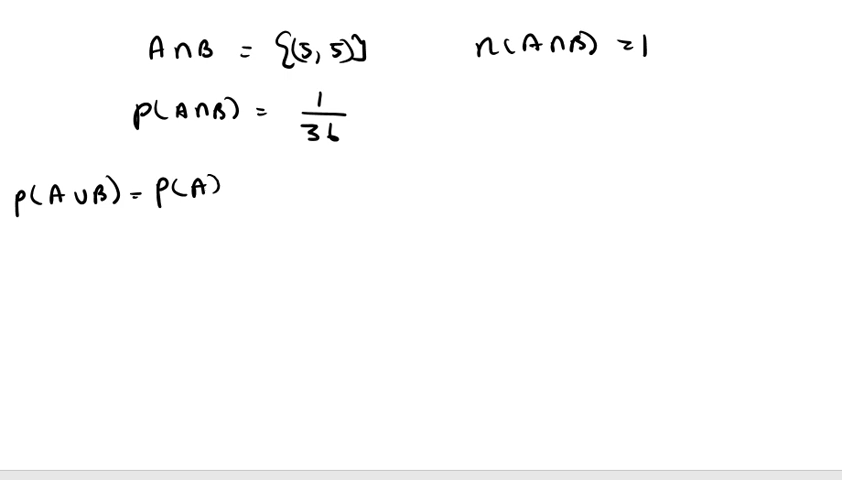 A∩B = {(5,5)} n(A∩B) = 1
P(A∩B) = 1/36
P(A∪B) = P(A)